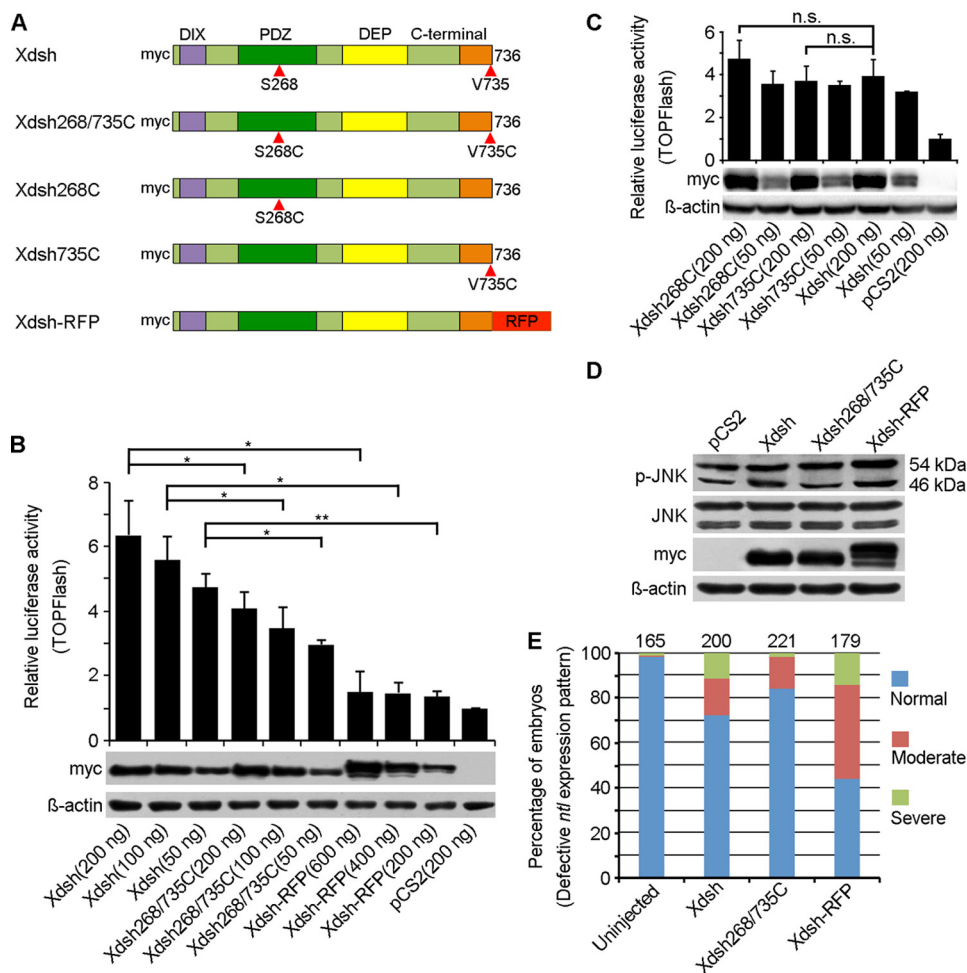 A
DIX PDZ DEP C-terminal
Xdsh myc 736
S268 V735
Xdsh268/735C myc 736
S268C V735C
Xdsh268C myc 736
S268C
Xdsh735C myc 736
V735C
Xdsh-RFP myc RFP
B
Relative luciferase activity
(TOPFlash)
8
6
4
2
0
*
*
*
*
**
*
myc
ß-actin
Xdsh(200 ng)
Xdsh(100 ng)
Xdsh(50 ng)
Xdsh268/735C(200 ng)
Xdsh268/735C(100 ng)
Xdsh268/735C(50 ng)
Xdsh-RFP(600 ng)
Xdsh-RFP(400 ng)
Xdsh-RFP(200 ng)
pCS2(200 ng)
C
Relative luciferase activity
(TOPFlash)
6
4
2
0
n.s.
n.s.
myc
ß-actin
Xdsh268C(200 ng)
Xdsh268C(50 ng)
Xdsh735C(200 ng)
Xdsh735C(50 ng)
Xdsh(200 ng)
Xdsh(50 ng)
pCS2(200 ng)
D
pCS2
Xdsh
Xdsh268/735C
Xdsh-RFP
p-JNK 54 kDa
46 kDa
JNK
myc
ß-actin
E
Percentage of embryos
(Defective ntl expression pattern)
165 200 221 179
100
80
60
40
20
0
Normal
Moderate
Severe
Uninjected
Xdsh
Xdsh268/735C
Xdsh-RFP